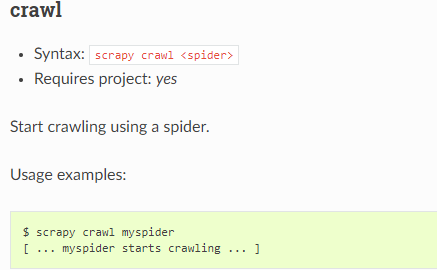 crawl
Syntax: scrapy crawl <spider>
Requires project: yes
Start crawling using a spider.
Usage examples:
$ scrapy crawl myspider
[ ... myspider starts crawling ... ]